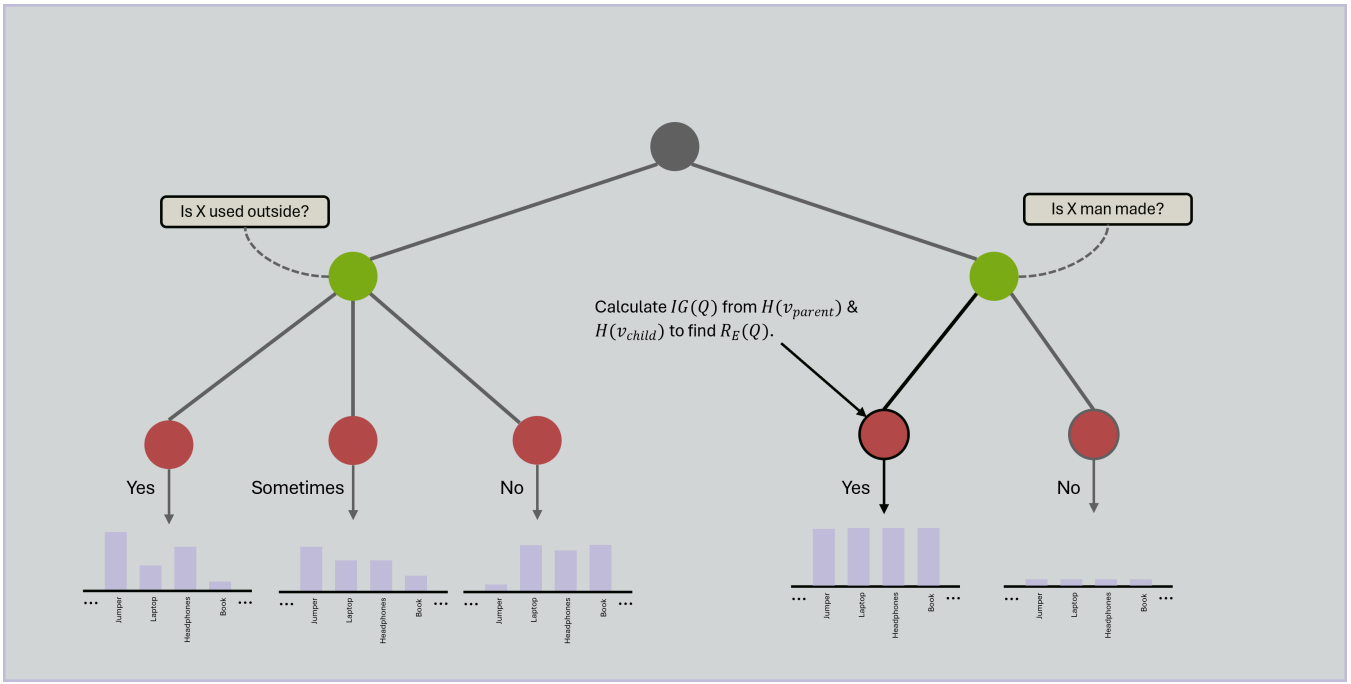 Is X used outside?
Is X man made?
Calculate IG(Q) from H(v_parent) &
H(v_child) to find R_E(Q).
Yes
Sometimes
No
Yes
No
... Jumper Laptop Headphones Book ...
... Jumper Laptop Headphones Book ...
... Jumper Laptop Headphones Book ...
... Jumper Laptop Headphones Book ...
... Jumper Laptop Headphones Book ...